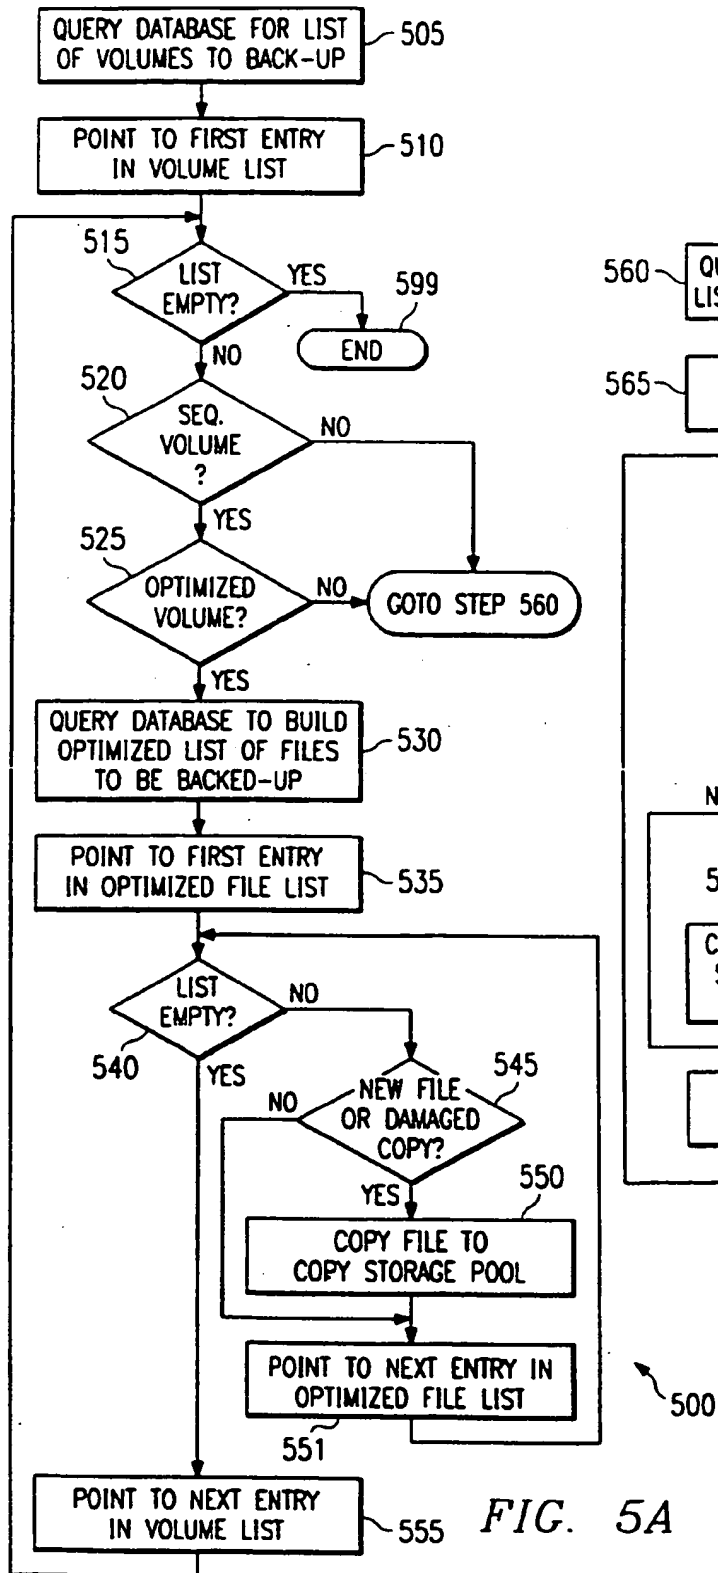 QUERY DATABASE FOR LIST
OF VOLUMES TO BACK-UP
505
POINT TO FIRST ENTRY
IN VOLUME LIST
510
515
LIST
EMPTY?
YES
599
END
NO
520
SEQ.
VOLUME
?
NO
YES
525
OPTIMIZED
VOLUME?
NO
GOTO STEP 560
YES
QUERY DATABASE TO BUILD
OPTIMIZED LIST OF FILES
TO BE BACKED-UP
530
POINT TO FIRST ENTRY
IN OPTIMIZED FILE LIST
535
LIST
EMPTY?
NO
540
YES
545
NEW FILE
OR DAMAGED
COPY?
NO
YES
550
COPY FILE TO
COPY STORAGE POOL
POINT TO NEXT ENTRY IN
OPTIMIZED FILE LIST
551
500
POINT TO NEXT ENTRY
IN VOLUME LIST
555
FIG. 5A
560
565